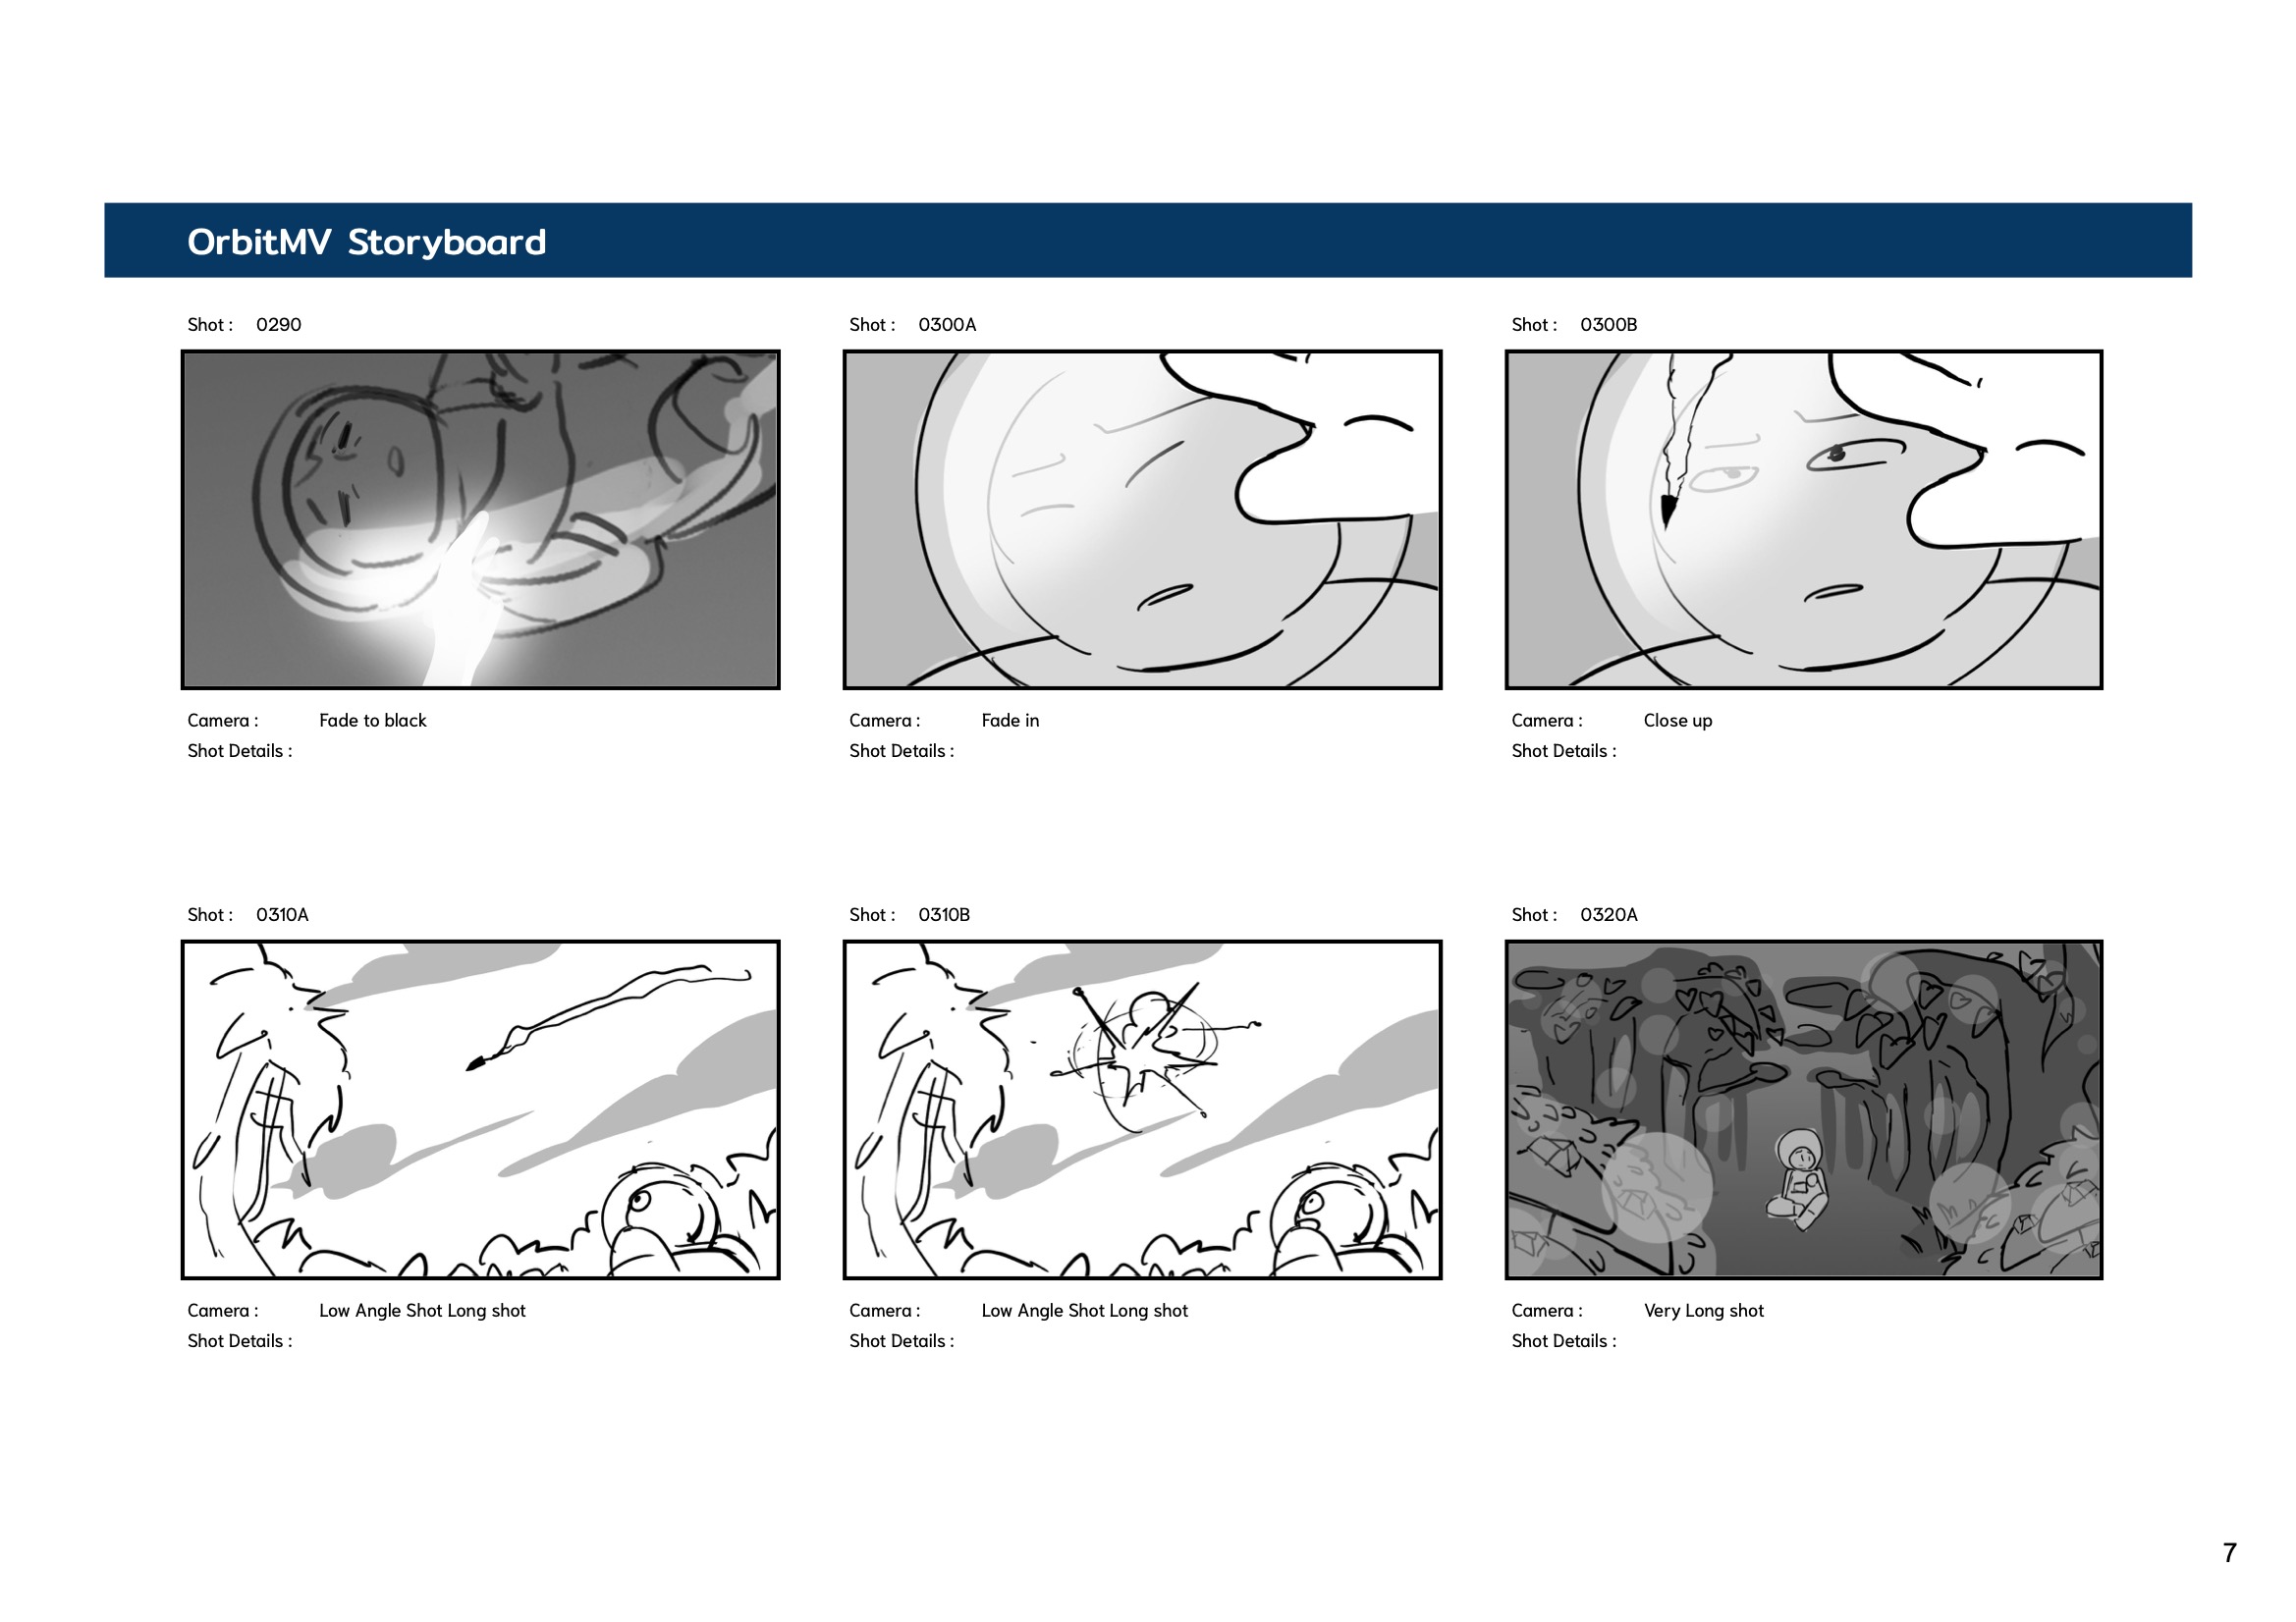 OrbitMV Storyboard
Shot : 0290
Shot : 0300A
Shot : 0300B
Camera : Fade to black
Camera : Fade in
Camera : Close up
Shot Details :
Shot Details :
Shot Details :
Shot : 0310A
Shot : 0310B
Shot : 0320A
Camera : Low Angle Shot Long shot
Camera : Low Angle Shot Long shot
Camera : Very Long shot
Shot Details :
Shot Details :
Shot Details :
7